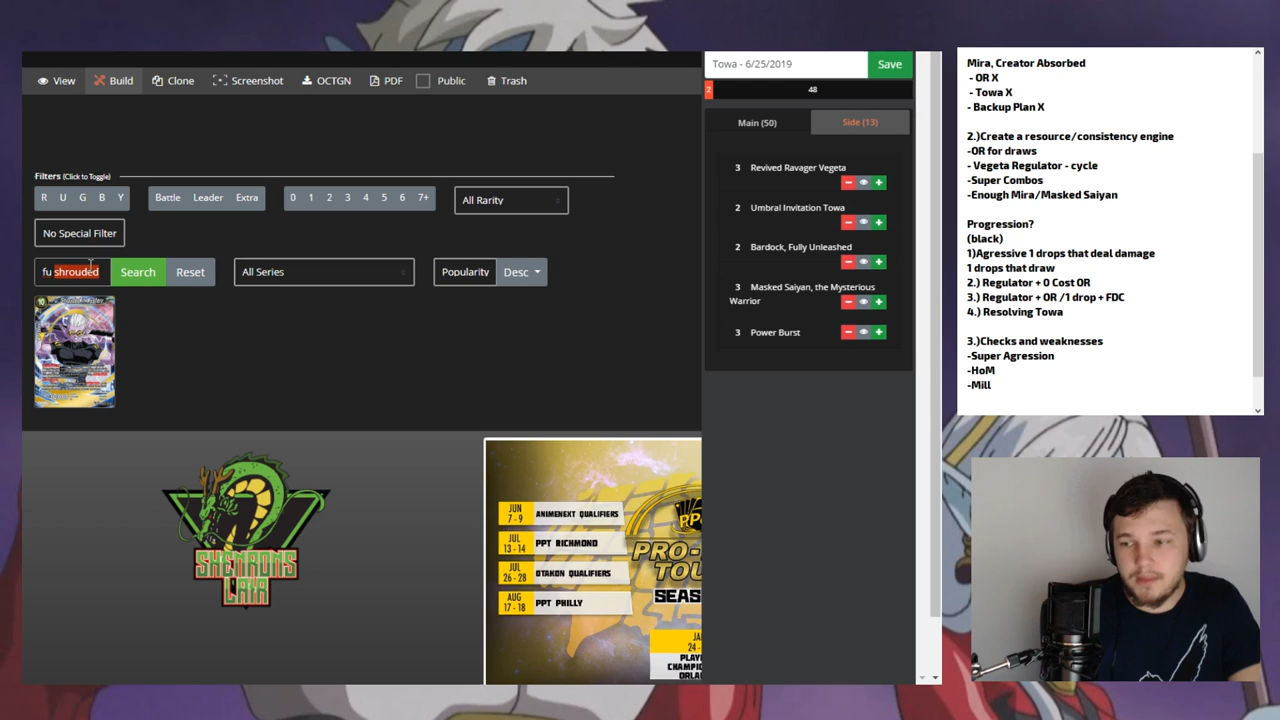 View Build Clone Screenshot OCTGN PDF Public Trash
Filters (Click to Toggle)
R U G B Y Battle Leader Extra 0 1 2 3 4 5 6 7+ All Rarity
No Special Filter
fu shrouded Search Reset All Series Popularity Desc
SHENRONS
LAIR
JUN
7 - 9 ANIMENEXT QUALIFIERS
JUL
13 - 14 PPT RICHMOND
JUL
26 - 28 OTAKON QUALIFIERS
AUG
17 - 18 PPT PHILLY
Towa - 6/25/2019 Save
2 48
Main (50) Side (13)
3 Revived Ravager Vegeta
2 Umbral Invitation Towa
2 Bardock, Fully Unleashed
3 Masked Saiyan, the Mysterious
Warrior
3 Power Burst
Mira, Creator Absorbed
- OR X
- Towa X
- Backup Plan X
2.)Create a resource/consistency engine
-OR for draws
- Vegeta Regulator - cycle
-Super Combos
-Enough Mira/Masked Saiyan
Progression?
(black)
1)Agressive 1 drops that deal damage
1 drops that draw
2.) Regulator + 0 Cost OR
3.) Regulator + OR /1 drop + FDC
4.) Resolving Towa
3.)Checks and weaknesses
-Super Agression
-HoM
-Mill